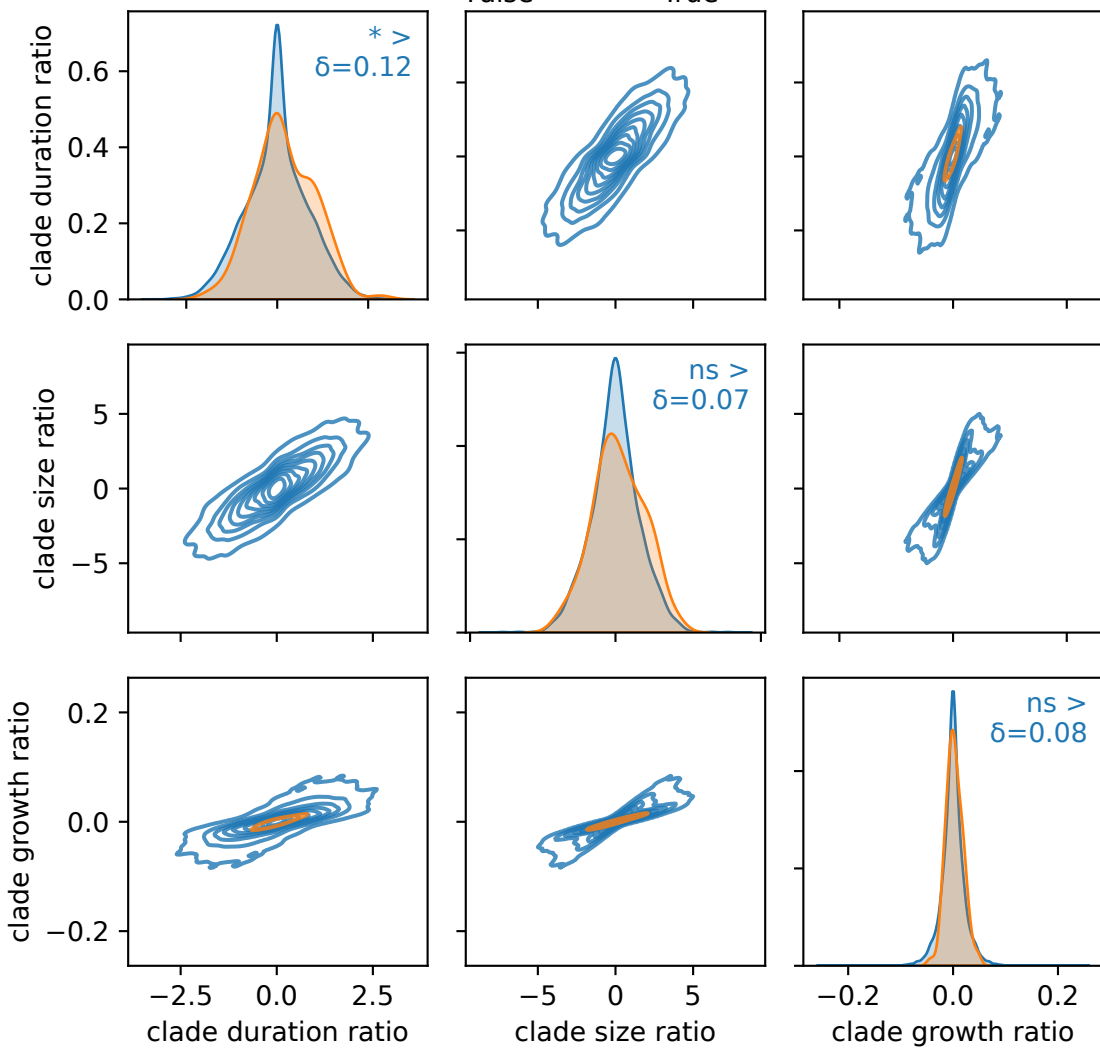 True
clade duration ratio
0.6
0.4
0.2
0.0
* >
δ=0.12
clade size ratio
5
0
−5
ns >
δ=0.07
clade growth ratio
0.2
0.0
−0.2
ns >
δ=0.08
−2.5 0.0 2.5
−5 0 5
−0.2 0.0 0.2
clade duration ratio
clade size ratio
clade growth ratio